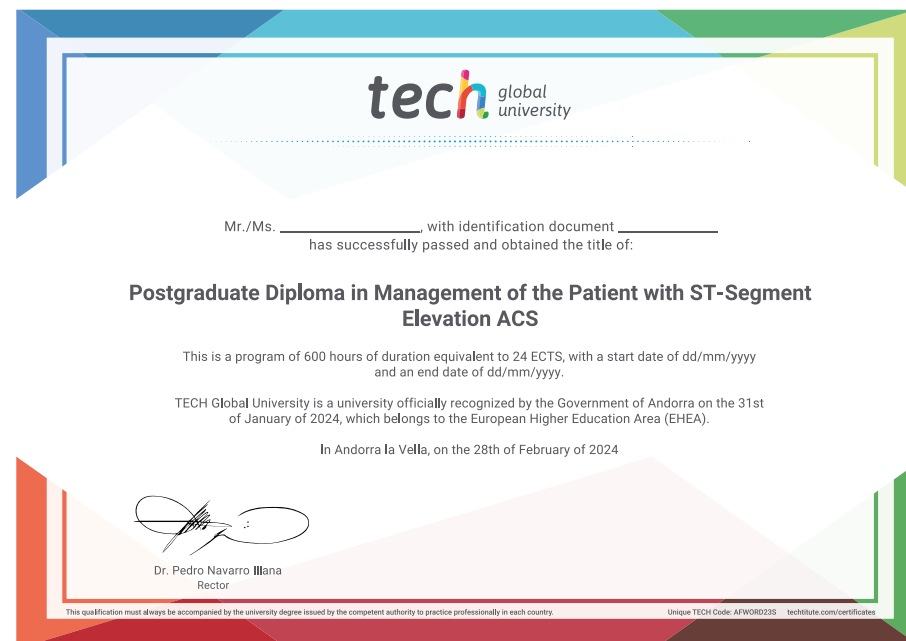 tech global university
Mr./Ms. ____________, with identification document ____________
has successfully passed and obtained the title of:
Postgraduate Diploma in Management of the Patient with ST-Segment
Elevation ACS
This is a program of 600 hours of duration equivalent to 24 ECTS, with a start date of dd/mm/yyyy
and an end date of dd/mm/yyyy.
TECH Global University is a university officially recognized by the Government of Andorra on the 31st
of January of 2024, which belongs to the European Higher Education Area (EHEA).
In Andorra la Vella, on the 28th of February of 2024
Dr. Pedro Navarro Illana
Rector
This qualification must always be accompanied by the university degree issued by the competent authority to practice professionally in each country.
Unique TECH Code: AFWORD23S techtitute.com/certificates